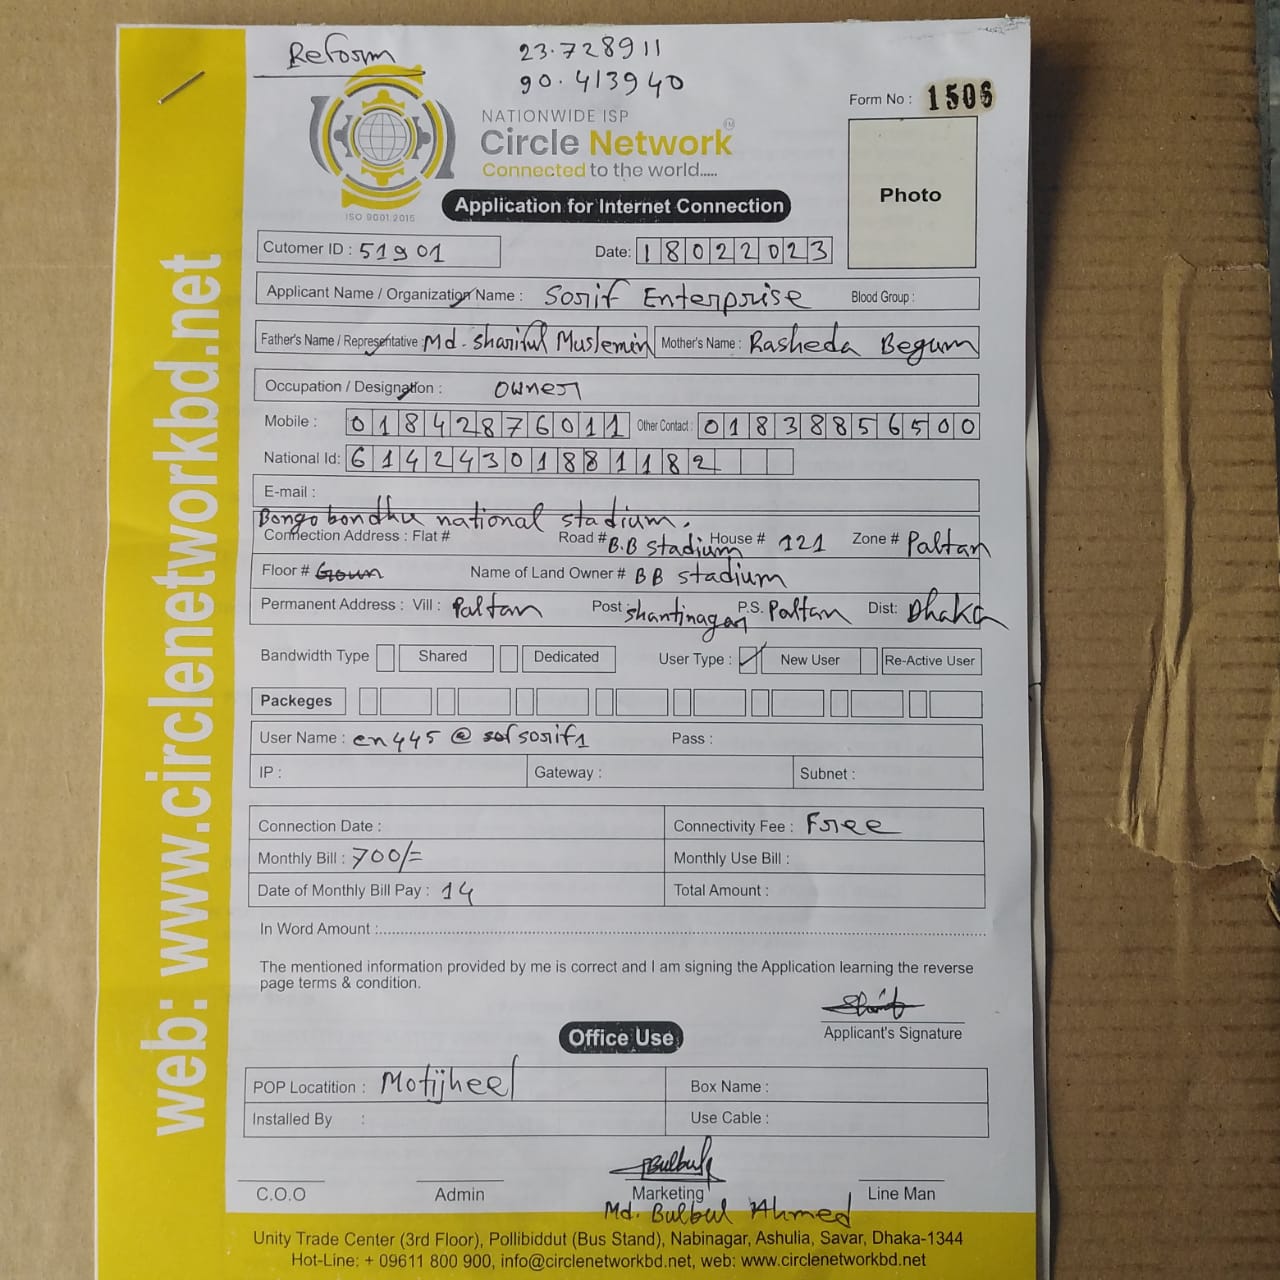 Reform
23.728911
90.413940
Form No : 1506
NATIONWIDE ISP
Circle Network
Connected to the world.....
ISO 9001:2015
Photo
Application for Internet Connection
Cutomer ID : 51901 Date: 18022023
Applicant Name / Organization Name : Sorif Enterprise Blood Group :
Father's Name / Representative : Md. Shariful Muslemin Mother's Name : Rasheda Begum
Occupation / Designation : Owner
Mobile : 01842876011 Other Contact : 01838856500
National Id: 61424301881182
E-mail :
Bongobondhu national stadium.
Connection Address : Flat # Road # B.B stadium House # 121 Zone # Paltan
Floor # Name of Land Owner # BB stadium
Permanent Address : Vill : Paltan Post : Shantinagar P.S. Paltan Dist: Dhaka
Bandwidth Type Shared Dedicated User Type : New User Re-Active User
Packeges
User Name : en445 @ sorif1 Pass :
IP : Gateway : Subnet :
Connection Date : Connectivity Fee : Free
Monthly Bill : 700/= Monthly Use Bill :
Date of Monthly Bill Pay : 14 Total Amount :
In Word Amount :
The mentioned information provided by me is correct and I am signing the Application learning the reverse
page terms & condition.
Applicant's Signature
Office Use
POP Locatition : Motijheel Box Name :
Installed By : Use Cable :
Bulbul
C.O.O Admin Marketing Line Man
Md. Bulbul Ahmed
Unity Trade Center (3rd Floor), Pollibiddut (Bus Stand), Nabinagar, Ashulia, Savar, Dhaka-1344
Hot-Line: + 09611 800 900, info@circlenetworkbd.net, web: www.circlenetworkbd.net
web: www.circlenetworkbd.net